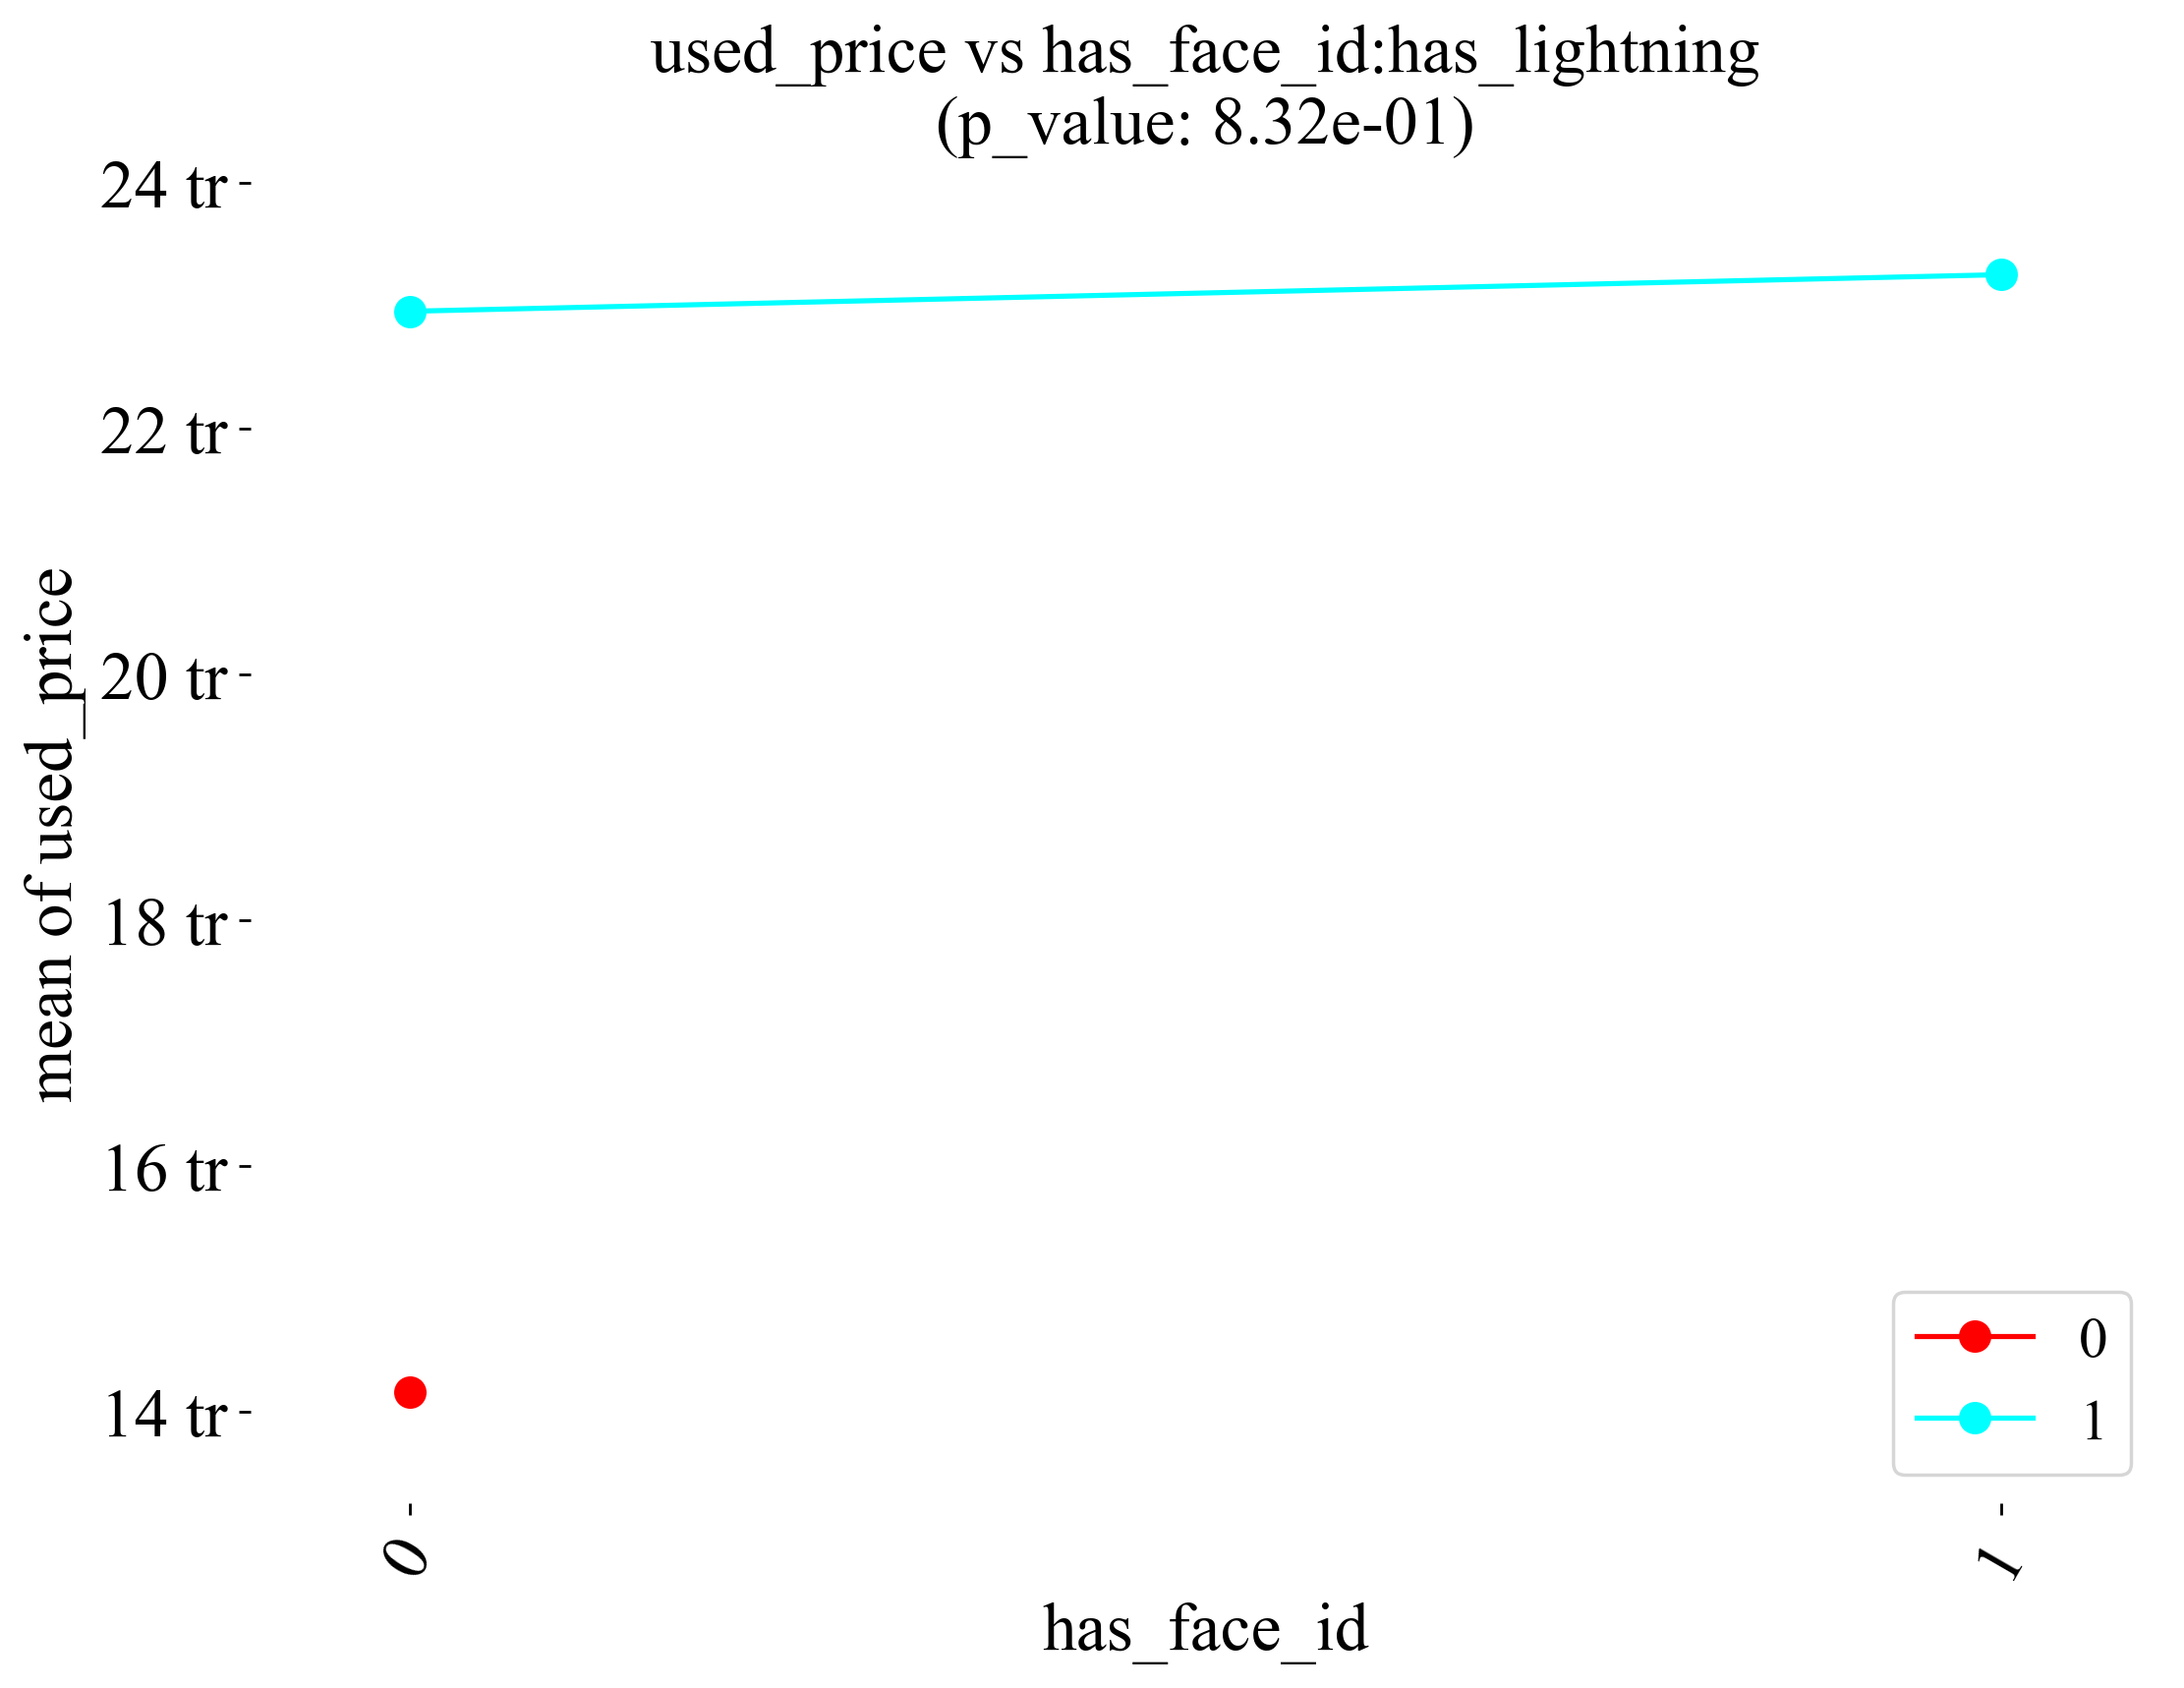 used_price vs has_face_id:has_lightning
(p_value: 8.32e-01)
24 tr
22 tr
20 tr
18 tr
16 tr
14 tr
mean of used_price
0
1
0
1
has_face_id